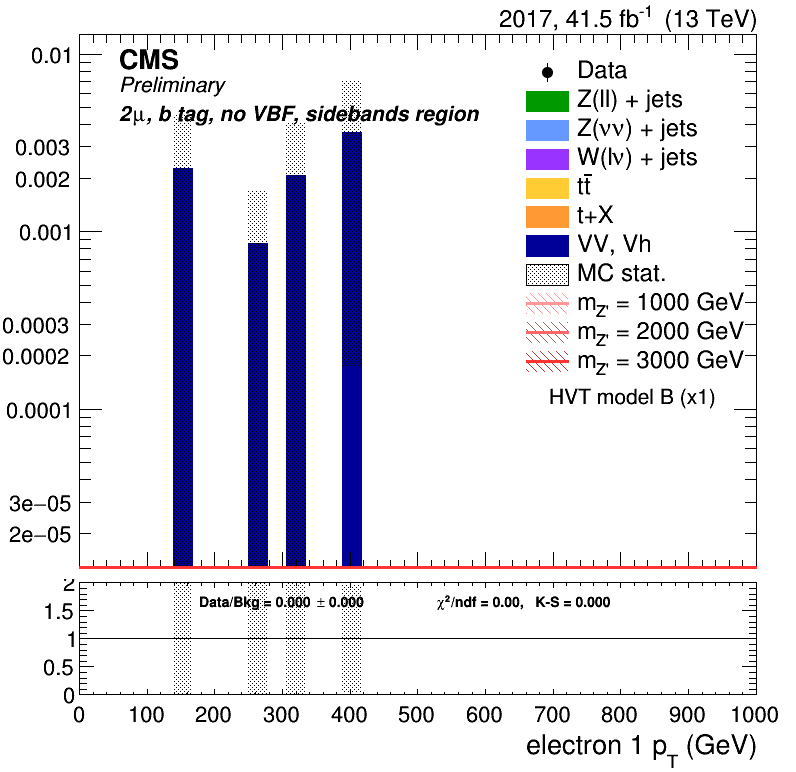 2017, 41.5 fb⁻¹ (13 TeV)
CMS
Preliminary
2μ, b tag, no VBF, sidebands region
Data
Z(ll) + jets
Z(νν) + jets
W(lν) + jets
tt̄
t+X
VV, Vh
MC stat.
m_Z' = 1000 GeV
m_Z' = 2000 GeV
m_Z' = 3000 GeV
HVT model B (x1)
0.01
0.003
0.002
0.001
0.0003
0.0002
0.0001
3e−05
2e−05
Data/Bkg = 0.000 ± 0.000
χ²/ndf = 0.00, K-S = 0.000
2
1.5
1
0.5
0
0 100 200 300 400 500 600 700 800 900 1000
electron 1 p_T (GeV)